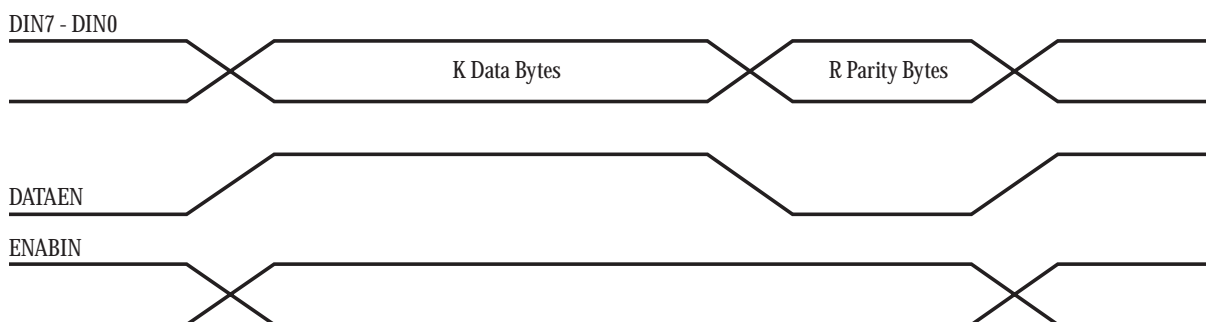 DIN7 - DIN0
K Data Bytes
R Parity Bytes
DATAEN
ENABIN